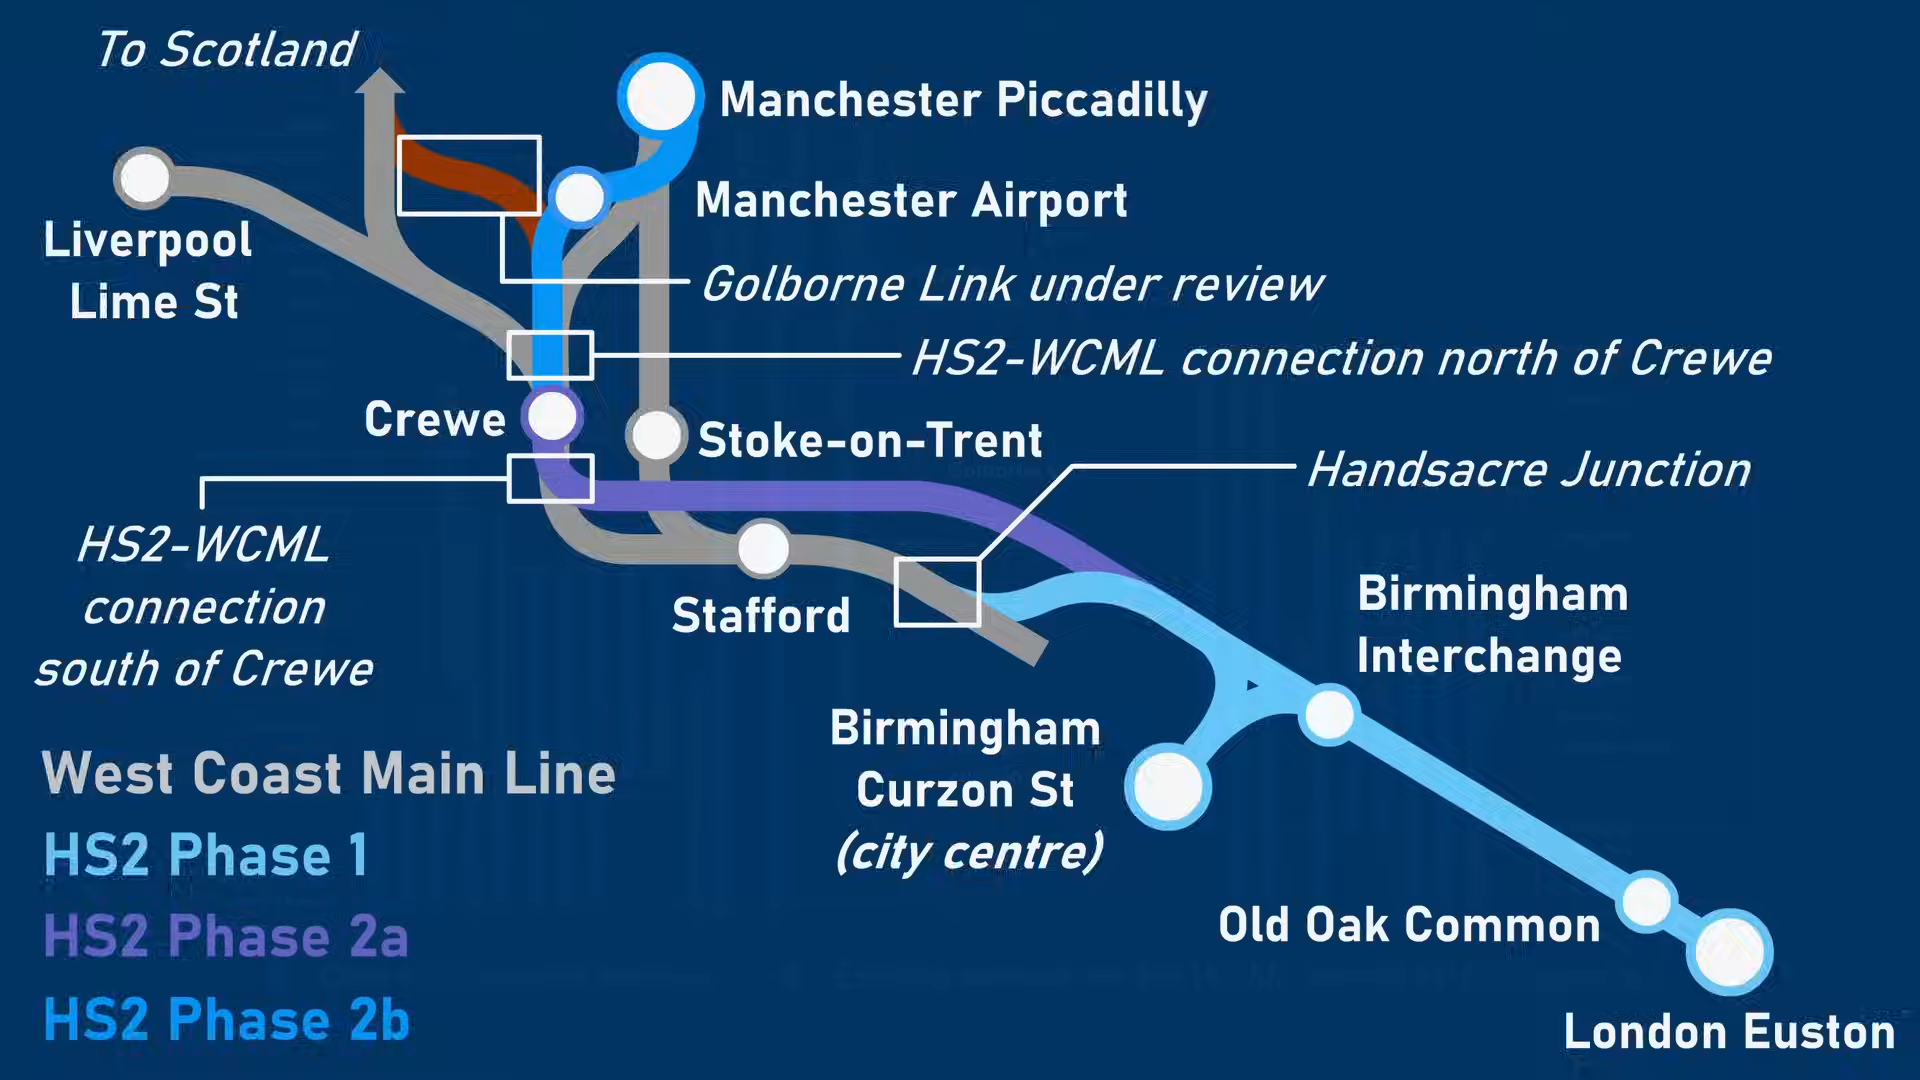 To Scotland
Manchester Piccadilly
Manchester Airport
Liverpool
Lime St
Golborne Link under review
HS2-WCML connection north of Crewe
Crewe
Stoke-on-Trent
Handsacre Junction
HS2-WCML
connection
south of Crewe
Stafford
Birmingham
Interchange
Birmingham
Curzon St
(city centre)
West Coast Main Line
HS2 Phase 1
HS2 Phase 2a
HS2 Phase 2b
Old Oak Common
London Euston